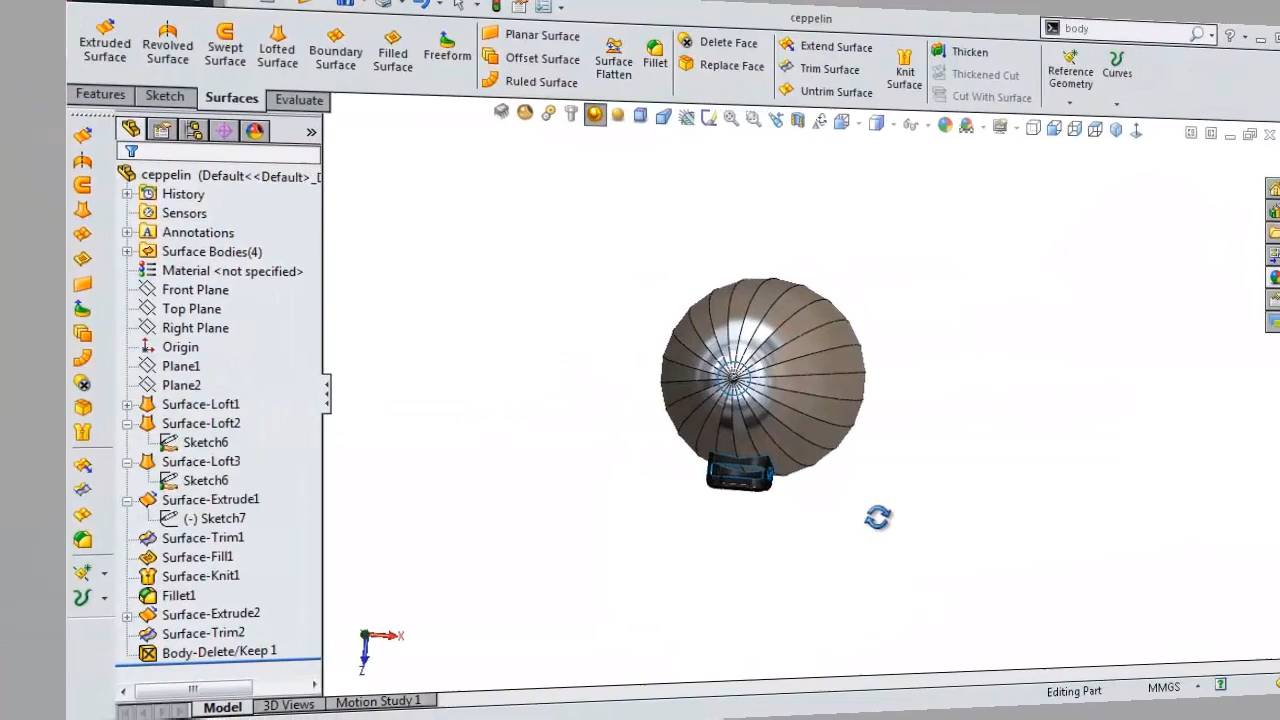 ceppelin
body
Extruded Surface
Revolved Surface
Swept Surface
Lofted Surface
Boundary Surface
Filled Surface
Freeform
Planar Surface
Offset Surface
Ruled Surface
Surface Flatten
Fillet
Delete Face
Replace Face
Extend Surface
Trim Surface
Untrim Surface
Knit Surface
Thicken
Thickened Cut
Cut With Surface
Reference Geometry
Curves
Features
Sketch
Surfaces
Evaluate
ceppelin (Default<<Default>_D
History
Sensors
Annotations
Surface Bodies(4)
Material <not specified>
Front Plane
Top Plane
Right Plane
Origin
Plane1
Plane2
Surface-Loft1
Surface-Loft2
Sketch6
Surface-Loft3
Sketch6
Surface-Extrude1
(-) Sketch7
Surface-Trim1
Surface-Fill1
Surface-Knit1
Fillet1
Surface-Extrude2
Surface-Trim2
Body-Delete/Keep 1
X
Z
Model
3D Views
Motion Study 1
Editing Part
MMGS